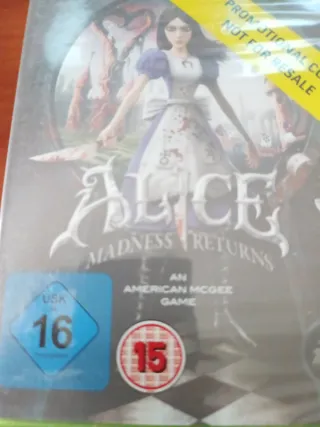 PROMOTIONAL CO
NOT FOR RESALE
ALICE
MADNESS RETURNS
AN
AMERICAN MCGEE
GAME
USK
16
15